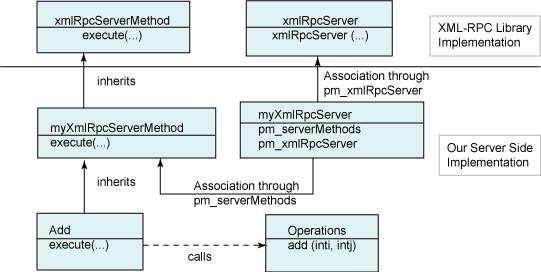 xmlRpcServerMethod
execute(...)
xmlRpcServer
xmlRpcServer (...)
XML-RPC Library
Implementation
inherits
Association through
pm_xmlRpcServer
myXmlRpcServerMethod
execute(...)
myXmlRpcServer
pm_serverMethods
pm_xmlRpcServer
Our Server Side
Implementation
inherits
Association through
pm_serverMethods
Add
execute(...)
calls
Operations
add (inti, intj)